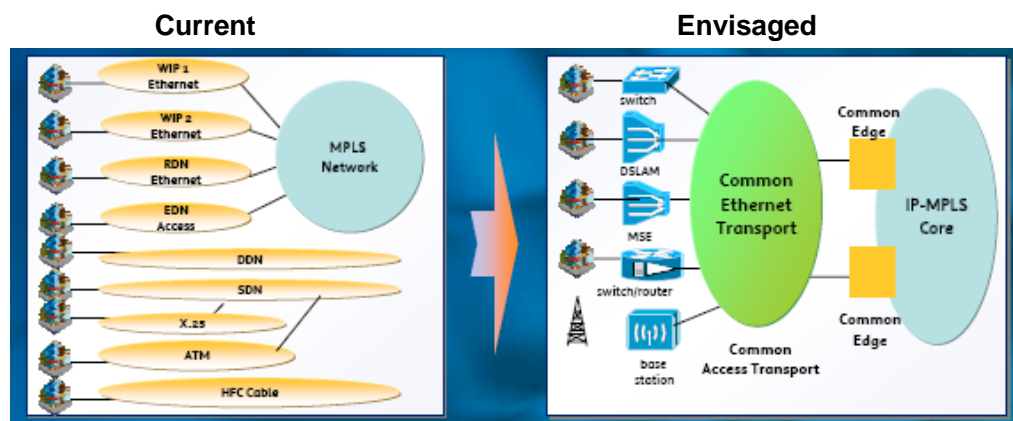 Current
Envisaged
WIP 1
Ethernet
WIP 2
Ethernet
RDN
Ethernet
EDN
Access
DDN
SDN
X.25
ATM
HFC Cable
MPLS
Network
switch
DSLAM
MSE
switch/router
base
station
Common
Ethernet
Transport
Common
Access Transport
Common
Edge
Common
Edge
IP-MPLS
Core